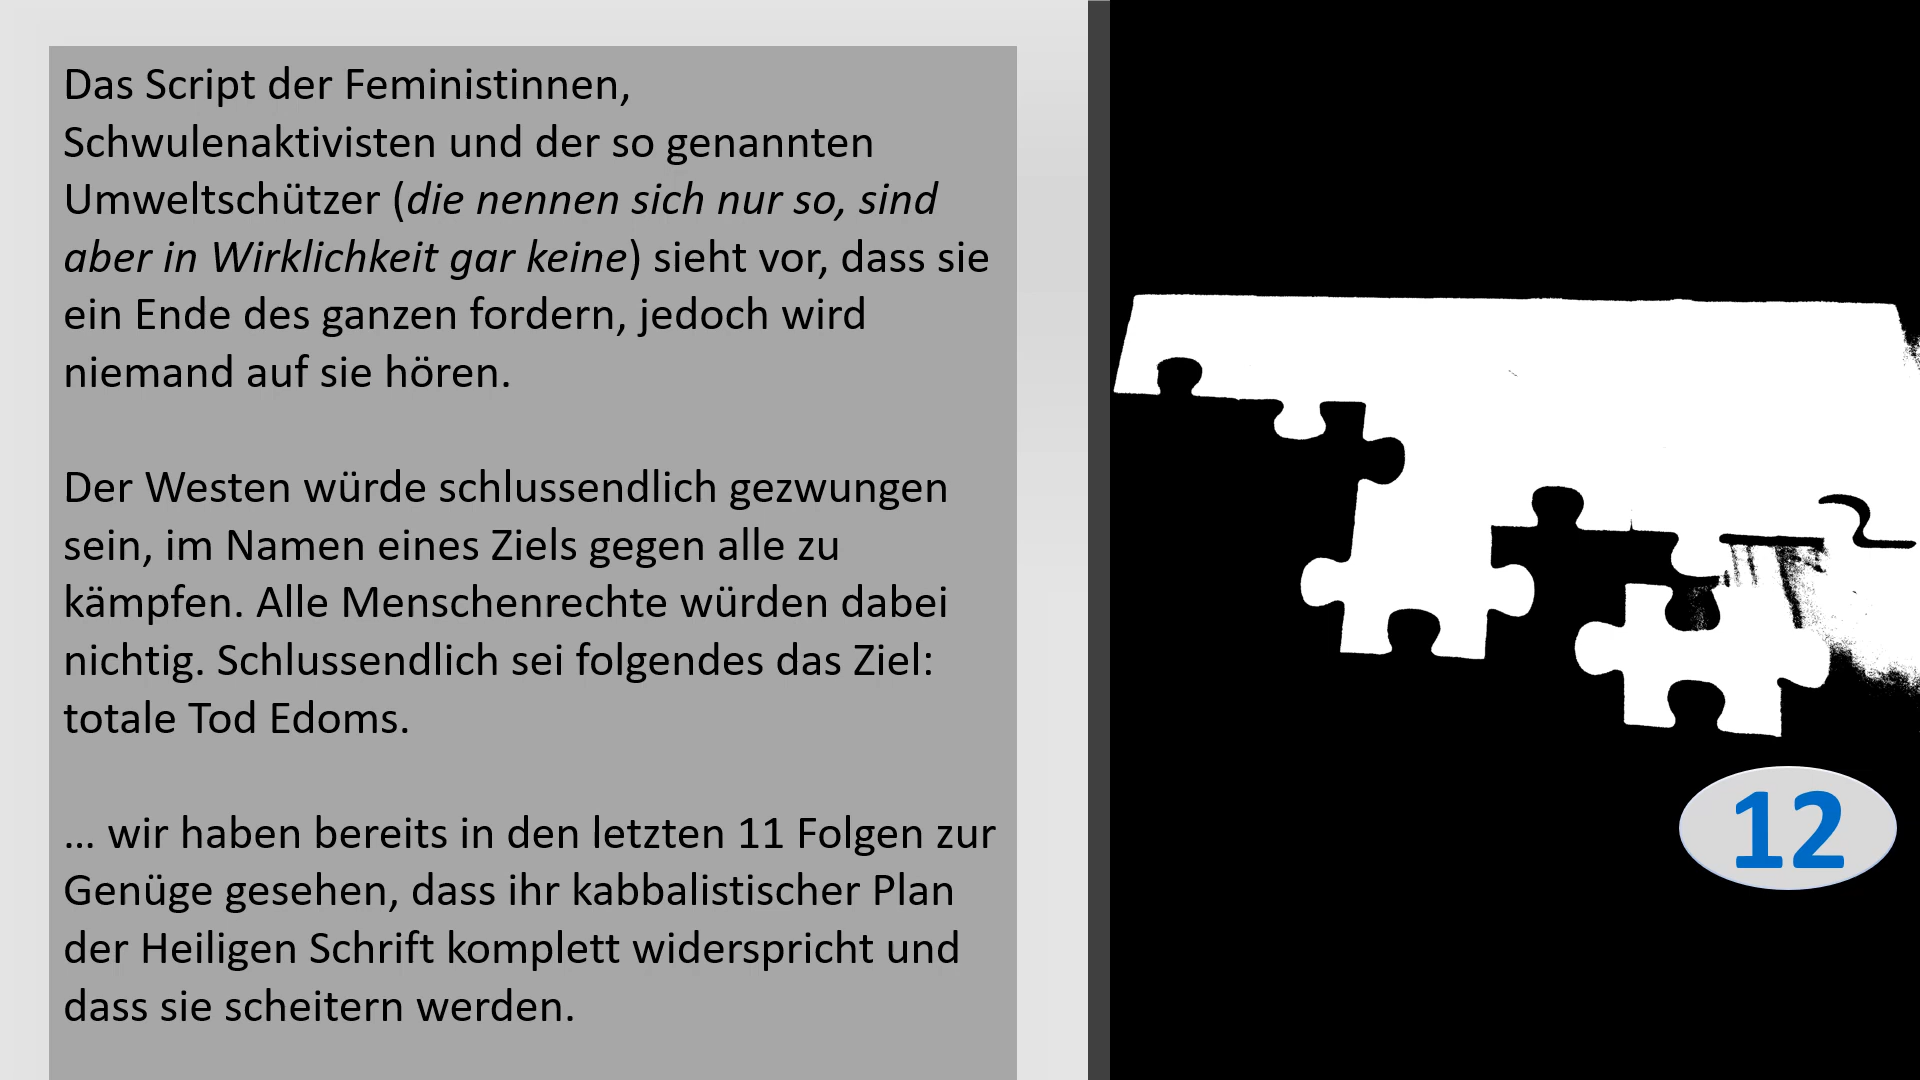 Das Script der Feministinnen,
Schwulenaktivisten und der so genannten
Umweltschützer (die nennen sich nur so, sind
aber in Wirklichkeit gar keine) sieht vor, dass sie
ein Ende des ganzen fordern, jedoch wird
niemand auf sie hören.
Der Westen würde schlussendlich gezwungen
sein, im Namen eines Ziels gegen alle zu
kämpfen. Alle Menschenrechte würden dabei
nichtig. Schlussendlich sei folgendes das Ziel:
totale Tod Edoms.
… wir haben bereits in den letzten 11 Folgen zur
Genüge gesehen, dass ihr kabbalistischer Plan
der Heiligen Schrift komplett widerspricht und
dass sie scheitern werden.
12